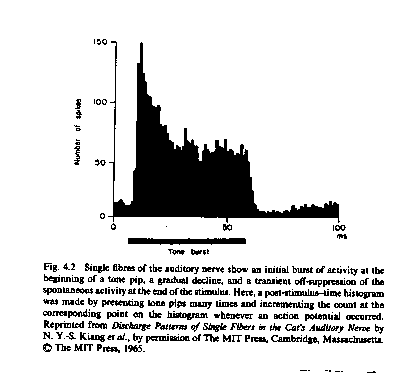 150
100
50
0
Number of spikes
0
50
100
ms
Tone burst
Fig. 4.2 Single fibres of the auditory nerve show an initial burst of activity at the
beginning of a tone pip, a gradual decline, and a transient off-suppression of the
spontaneous activity at the end of the stimulus. Here, a post-stimulus-time histogram
was made by presenting tone pips many times and incrementing the count at the
corresponding point on the histogram whenever an action potential occurred.
Reprinted from Discharge Patterns of Single Fibers in the Cat's Auditory Nerve by
N. Y.-S. Kiang et al., by permission of The MIT Press, Cambridge, Massachusetts.
© The MIT Press, 1965.